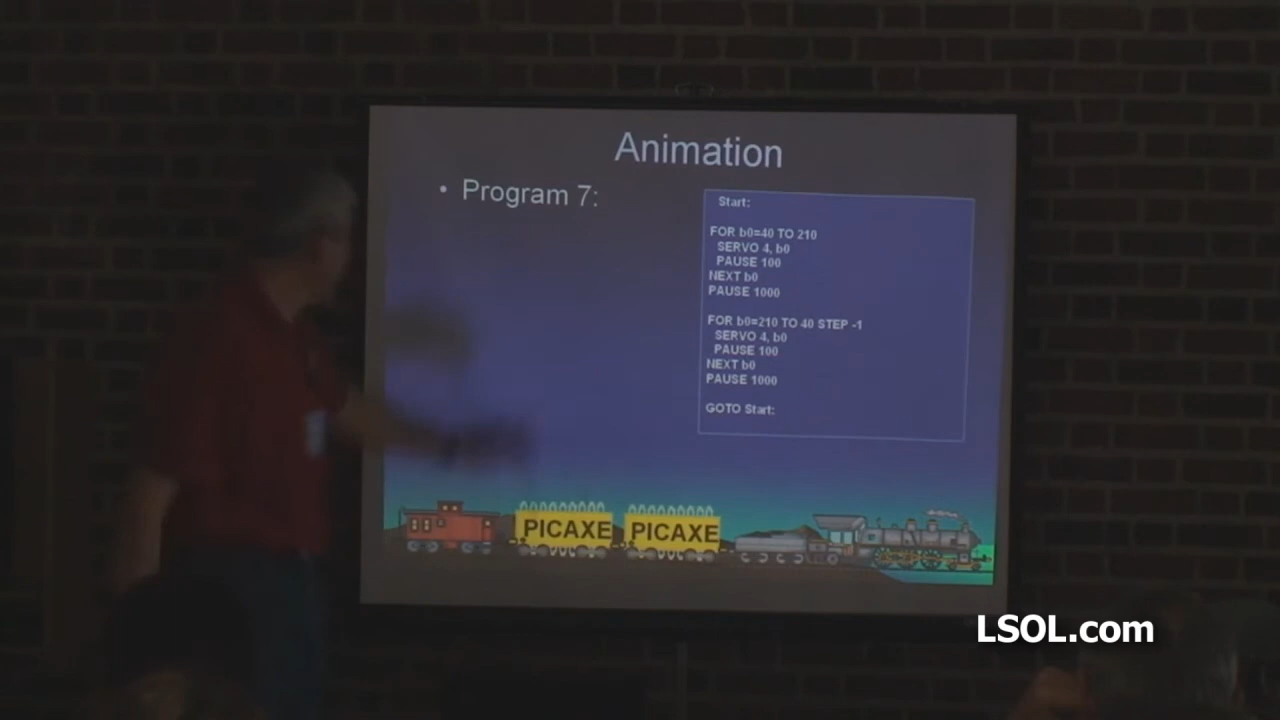 Animation
• Program 7:
Start:
FOR b0=40 TO 210
SERVO 4, b0
PAUSE 100
NEXT b0
PAUSE 1000
FOR b0=210 TO 40 STEP -1
SERVO 4, b0
PAUSE 100
NEXT b0
PAUSE 1000
GOTO Start:
PICAXE PICAXE
LSOL.com